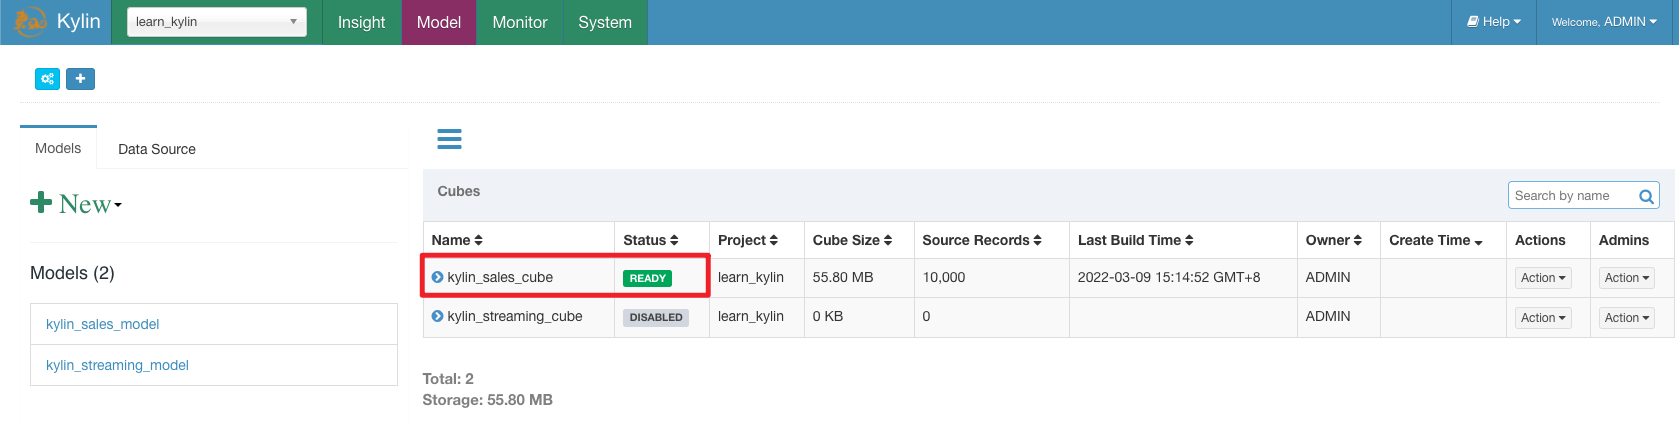 Kylin learn_kylin Insight Model Monitor System Help Welcome, ADMIN
Models Data Source
New
Models (2)
kylin_sales_model
kylin_streaming_model
Cubes Search by name
Name Status Project Cube Size Source Records Last Build Time Owner Create Time Actions Admins
kylin_sales_cube READY learn_kylin 55.80 MB 10,000 2022-03-09 15:14:52 GMT+8 ADMIN Action Action
kylin_streaming_cube DISABLED learn_kylin 0 KB 0 ADMIN Action Action
Total: 2
Storage: 55.80 MB